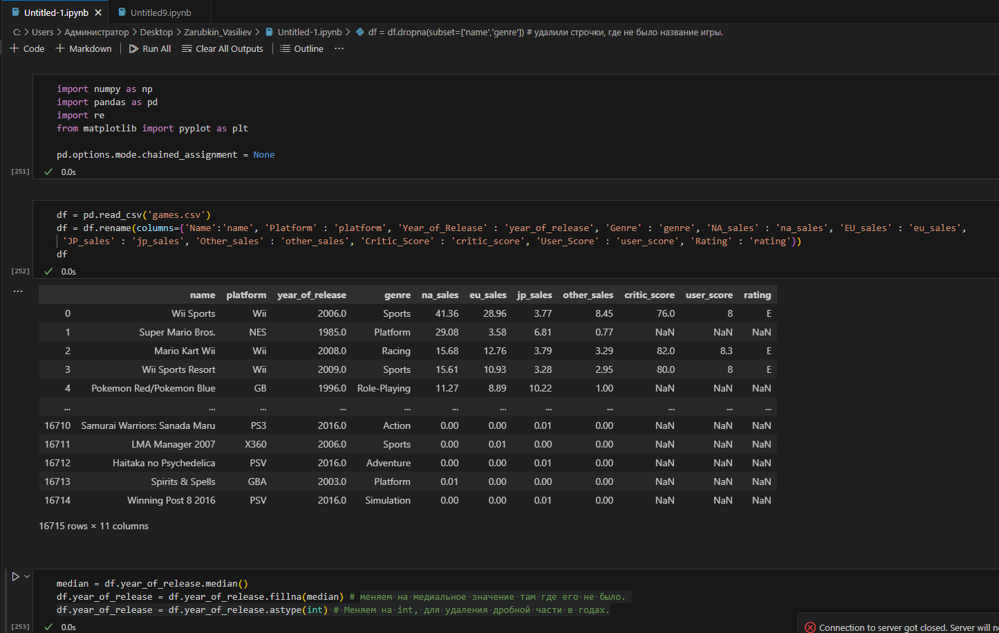 Untitled-1.ipynb
Untitled9.ipynb
C: > Users > Администратор > Desktop > Zarubkin_Vasiliev > Untitled-1.ipynb > df = df.dropna(subset=['name','genre']) # удалили строчки, где не было название игры.
+ Code + Markdown | Run All Clear All Outputs | Outline ...
import numpy as np
import pandas as pd
import re
from matplotlib import pyplot as plt
pd.options.mode.chained_assignment = None
[251] ✓ 0.0s
df = pd.read_csv('games.csv')
df = df.rename(columns={'Name':'name', 'Platform' : 'platform', 'Year_of_Release' : 'year_of_release', 'Genre' : 'genre', 'NA_sales' : 'na_sales', 'EU_sales' : 'eu_sales',
'JP_sales' : 'jp_sales', 'Other_sales' : 'other_sales', 'Critic_Score' : 'critic_score', 'User_Score' : 'user_score', 'Rating' : 'rating'})
df
[252] ✓ 0.0s
...
name platform year_of_release genre na_sales eu_sales jp_sales other_sales critic_score user_score rating
0 Wii Sports Wii 2006.0 Sports 41.36 28.96 3.77 8.45 76.0 8 E
1 Super Mario Bros. NES 1985.0 Platform 29.08 3.58 6.81 0.77 NaN NaN NaN
2 Mario Kart Wii Wii 2008.0 Racing 15.68 12.76 3.79 3.29 82.0 8.3 E
3 Wii Sports Resort Wii 2009.0 Sports 15.61 10.93 3.28 2.95 80.0 8 E
4 Pokemon Red/Pokemon Blue GB 1996.0 Role-Playing 11.27 8.89 10.22 1.00 NaN NaN NaN
... ... ... ... ... ... ... ... ... ... ... ...
16710 Samurai Warriors: Sanada Maru PS3 2016.0 Action 0.00 0.00 0.01 0.00 NaN NaN NaN
16711 LMA Manager 2007 X360 2006.0 Sports 0.00 0.01 0.00 0.00 NaN NaN NaN
16712 Haitaka no Psychedelica PSV 2016.0 Adventure 0.00 0.00 0.01 0.00 NaN NaN NaN
16713 Spirits & Spells GBA 2003.0 Platform 0.01 0.00 0.00 0.00 NaN NaN NaN
16714 Winning Post 8 2016 PSV 2016.0 Simulation 0.00 0.00 0.01 0.00 NaN NaN NaN
16715 rows × 11 columns
median = df.year_of_release.median()
df.year_of_release = df.year_of_release.fillna(median) # меняем на медиальное значение там где его не было.
df.year_of_release = df.year_of_release.astype(int) # Меняем на int, для удаления дробной части в годах.
[253] ✓ 0.0s
Connection to server got closed. Server will